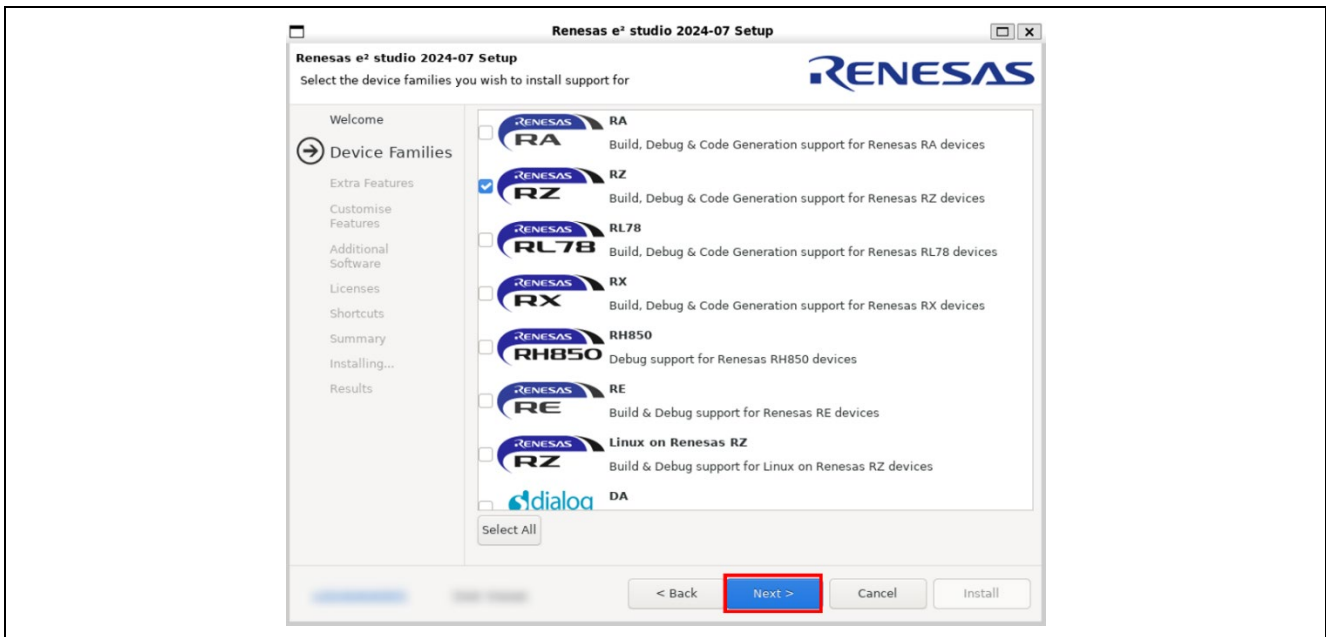 Renesas e² studio 2024-07 Setup
Renesas e² studio 2024-07 Setup
Select the device families you wish to install support for
RENESAS
Welcome
Device Families
Extra Features
Customise
Features
Additional
Software
Licenses
Shortcuts
Summary
Installing...
Results
RENESAS
RA
RA
Build, Debug & Code Generation support for Renesas RA devices
RENESAS
RZ
RZ
Build, Debug & Code Generation support for Renesas RZ devices
RENESAS
RL78
RL78
Build, Debug & Code Generation support for Renesas RL78 devices
RENESAS
RX
RX
Build, Debug & Code Generation support for Renesas RX devices
RENESAS
RH850
RH850
Debug support for Renesas RH850 devices
RENESAS
RE
RE
Build & Debug support for Renesas RE devices
RENESAS
RZ
Linux on Renesas RZ
Build & Debug support for Linux on Renesas RZ devices
dialog
DA
Select All
< Back
Next >
Cancel
Install